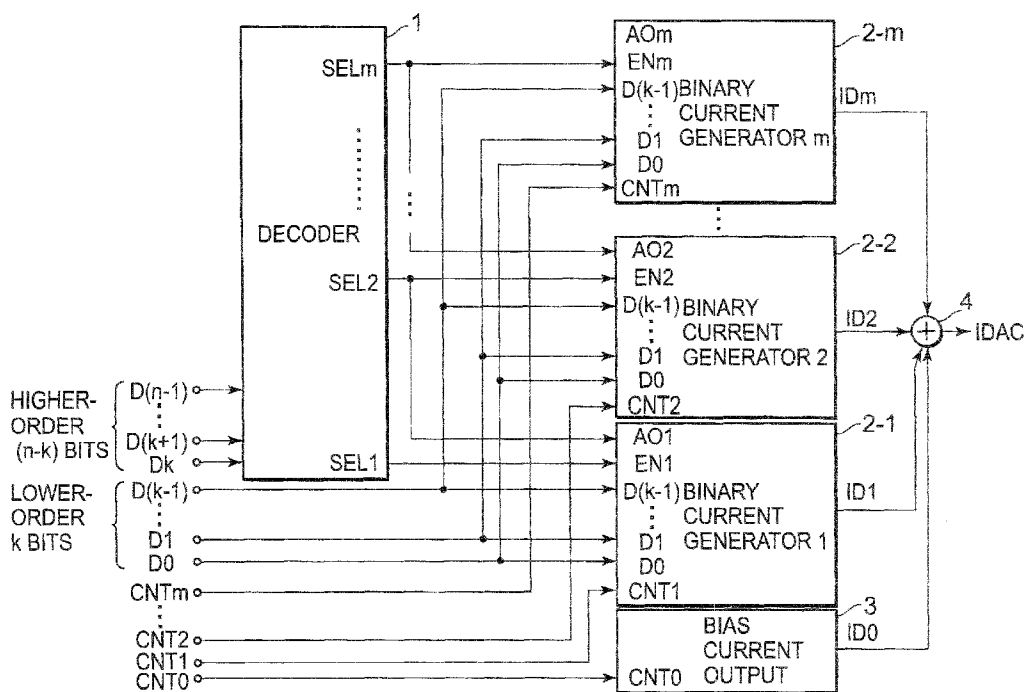 1
DECODER
SELm
SEL2
SEL1
HIGHER-
ORDER
(n-k) BITS
D(n-1)
D(k+1)
Dk
LOWER-
ORDER
k BITS
D(k-1)
D1
D0
CNTm
CNT2
CNT1
CNT0
2-m
AOm
ENm
D(k-1)
D1
D0
CNTm
BINARY
CURRENT
GENERATOR m
IDm
2-2
AO2
EN2
D(k-1)
D1
D0
CNT2
BINARY
CURRENT
GENERATOR 2
ID2
2-1
AO1
EN1
D(k-1)
D1
D0
CNT1
BINARY
CURRENT
GENERATOR 1
ID1
3
CNT0
BIAS
CURRENT
OUTPUT
ID0
4
+
IDAC